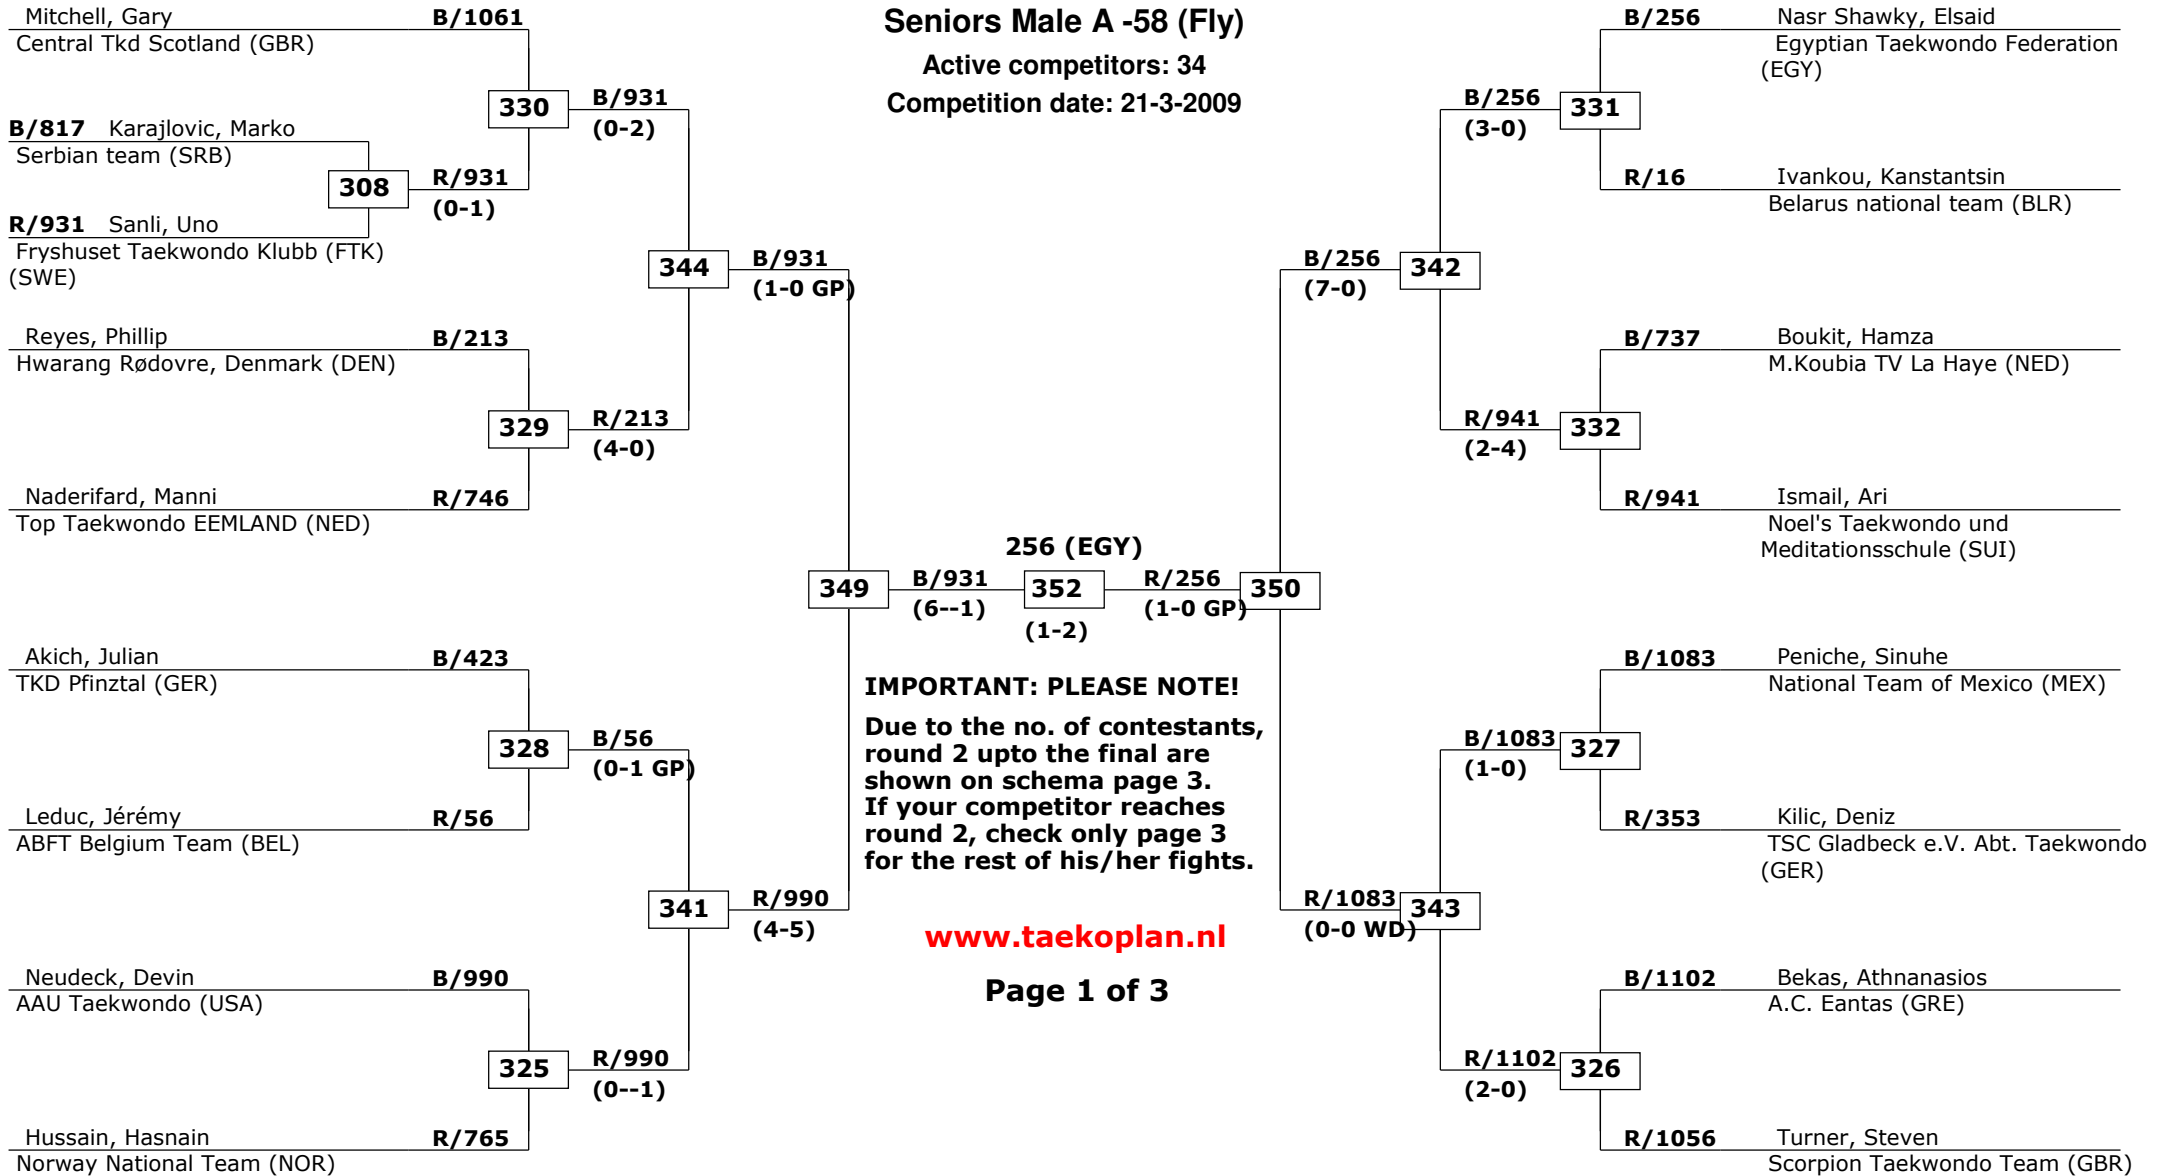 Seniors Male A -58 (Fly)
Active competitors: 34
Competition date: 21-3-2009
Mitchell, Gary B/1061
Central Tkd Scotland (GBR)
330
B/931
(0-2)
B/817 Karajlovic, Marko
Serbian team (SRB)
308
R/931
(0-1)
R/931 Sanli, Uno
Fryshuset Taekwondo Klubb (FTK)
(SWE)
344
B/931
(1-0 GP)
Reyes, Phillip B/213
Hwarang Rødovre, Denmark (DEN)
329
R/213
(4-0)
Naderifard, Manni R/746
Top Taekwondo EEMLAND (NED)
349
B/931
(6--1)
Akich, Julian B/423
TKD Pfinztal (GER)
328
B/56
(0-1 GP)
Leduc, Jérémy R/56
ABFT Belgium Team (BEL)
341
R/990
(4-5)
Neudeck, Devin B/990
AAU Taekwondo (USA)
325
R/990
(0--1)
Hussain, Hasnain R/765
Norway National Team (NOR)
256 (EGY)
352
(1-2)
R/256
(1-0 GP)
350
IMPORTANT: PLEASE NOTE!
Due to the no. of contestants,
round 2 upto the final are
shown on schema page 3.
If your competitor reaches
round 2, check only page 3
for the rest of his/her fights.
www.taekoplan.nl
Page 1 of 3
B/256 Nasr Shawky, Elsaid
Egyptian Taekwondo Federation
(EGY)
B/256
(3-0)
331
R/16 Ivankou, Kanstantsin
Belarus national team (BLR)
B/256
(7-0)
342
B/737 Boukit, Hamza
M.Koubia TV La Haye (NED)
R/941
(2-4)
332
R/941 Ismail, Ari
Noel's Taekwondo und
Meditationsschule (SUI)
B/1083 Peniche, Sinuhe
National Team of Mexico (MEX)
B/1083
(1-0)
327
R/353 Kilic, Deniz
TSC Gladbeck e.V. Abt. Taekwondo
(GER)
R/1083
(0-0 WD)
343
B/1102 Bekas, Athnanasios
A.C. Eantas (GRE)
R/1102
(2-0)
326
R/1056 Turner, Steven
Scorpion Taekwondo Team (GBR)